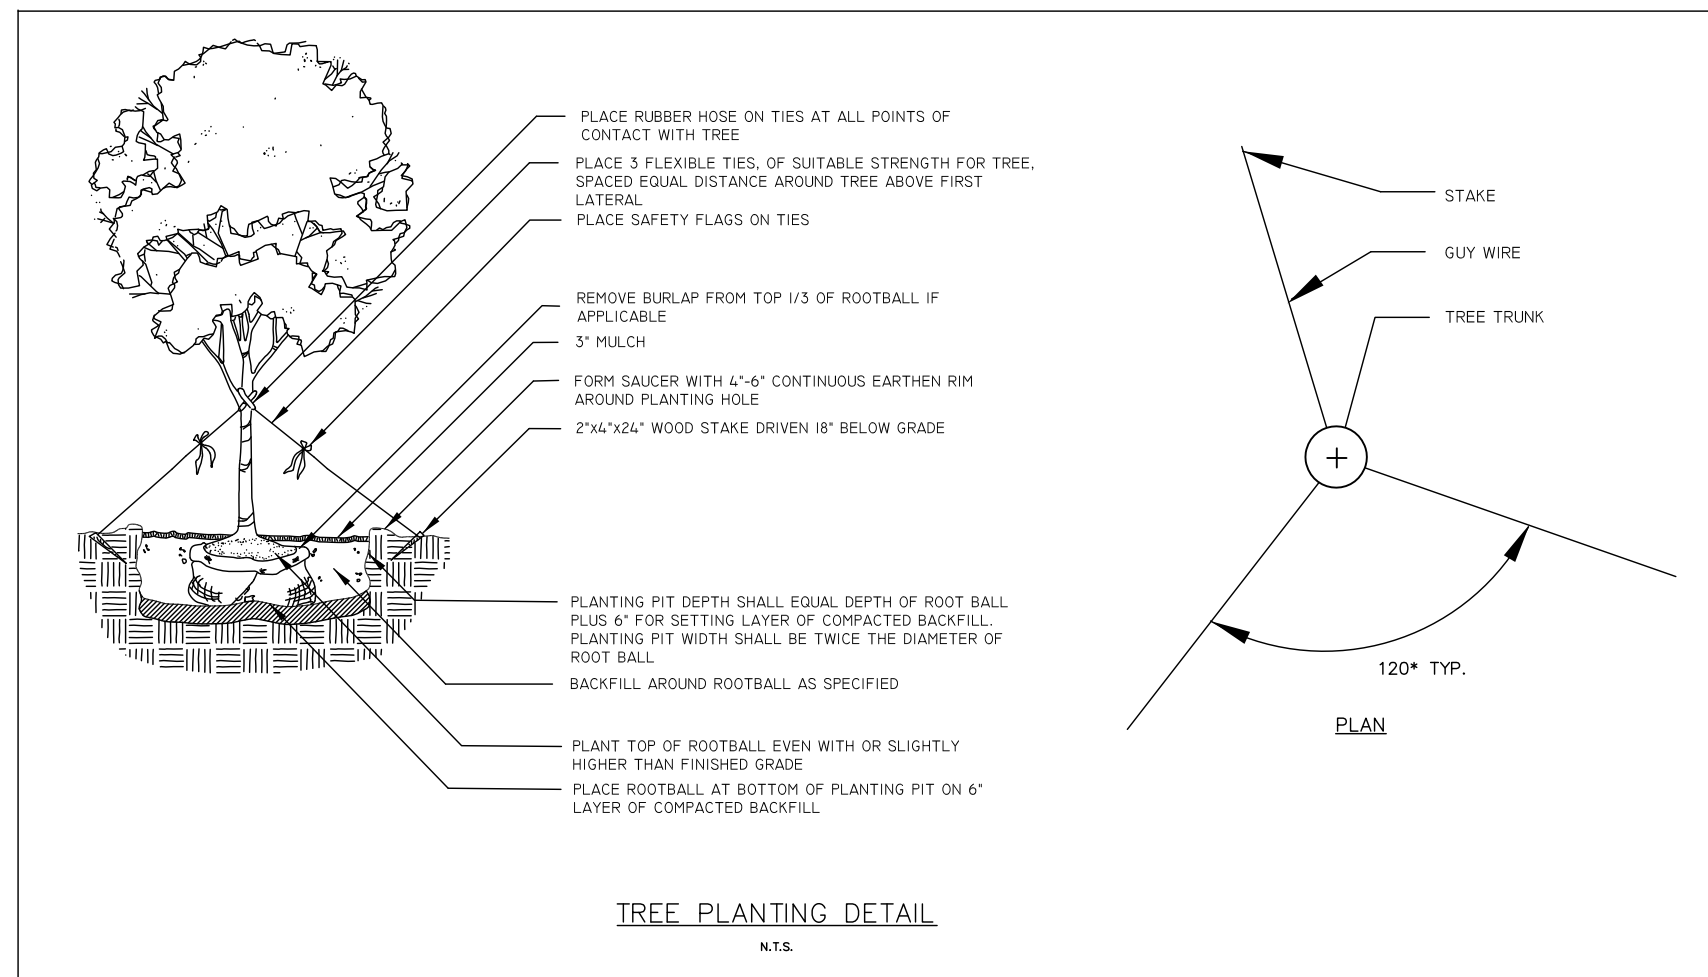 PLACE RUBBER HOSE ON TIES AT ALL POINTS OF
CONTACT WITH TREE
PLACE 3 FLEXIBLE TIES, OF SUITABLE STRENGTH FOR TREE,
SPACED EQUAL DISTANCE AROUND TREE ABOVE FIRST
LATERAL
PLACE SAFETY FLAGS ON TIES
REMOVE BURLAP FROM TOP 1/3 OF ROOTBALL IF
APPLICABLE
3" MULCH
FORM SAUCER WITH 4"-6" CONTINUOUS EARTHEN RIM
AROUND PLANTING HOLE
2"x4"x24" WOOD STAKE DRIVEN 18" BELOW GRADE
PLANTING PIT DEPTH SHALL EQUAL DEPTH OF ROOT BALL
PLUS 6" FOR SETTING LAYER OF COMPACTED BACKFILL.
PLANTING PIT WIDTH SHALL BE TWICE THE DIAMETER OF
ROOT BALL
BACKFILL AROUND ROOTBALL AS SPECIFIED
PLANT TOP OF ROOTBALL EVEN WITH OR SLIGHTLY
HIGHER THAN FINISHED GRADE
PLACE ROOTBALL AT BOTTOM OF PLANTING PIT ON 6"
LAYER OF COMPACTED BACKFILL
STAKE
GUY WIRE
TREE TRUNK
120* TYP.
PLAN
TREE PLANTING DETAIL
N.T.S.